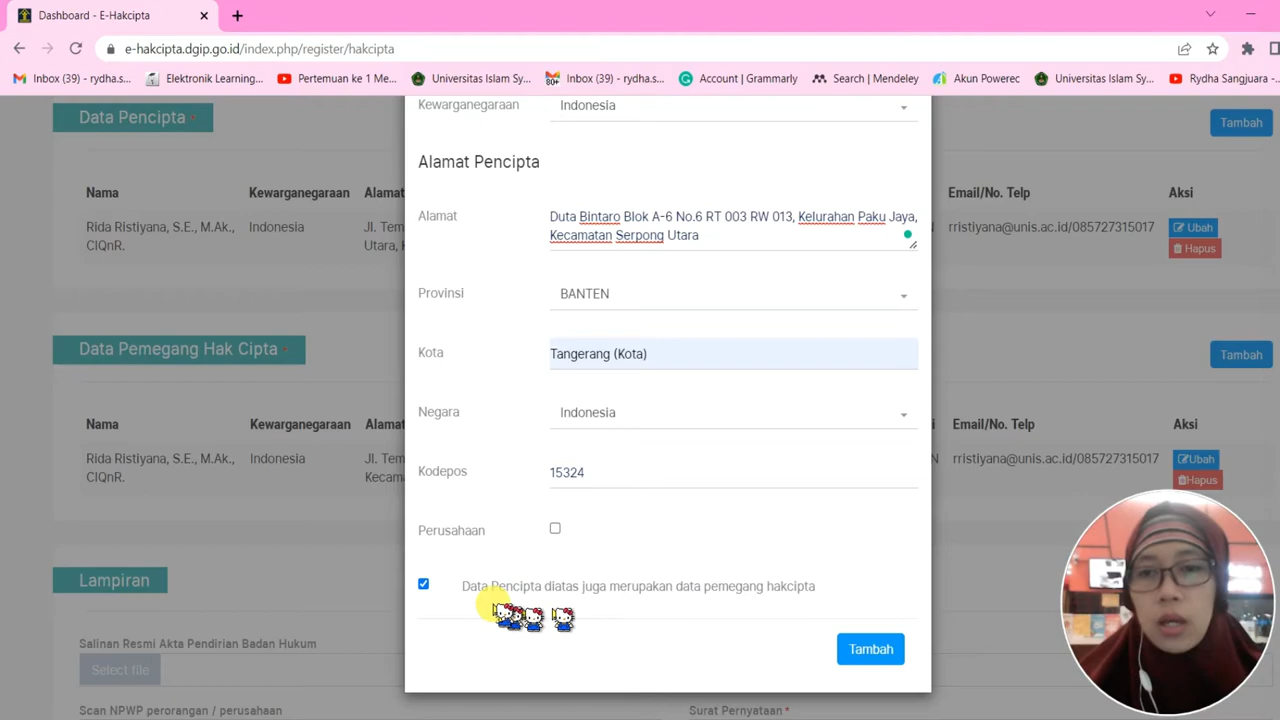 Dashboard - E-Hakcipta
e-hakcipta.dgip.go.id/index.php/register/hakcipta
Inbox (39) - rydha.s...
Elektronik Learning,...
Pertemuan ke 1 Me...
Universitas Islam Sy...
80+
Inbox (39) - rydha.s...
Account | Grammarly
Search | Mendeley
Akun Powerec
Universitas Islam Sy...
Rydha Sangjuara -...
Data Pencipta *
Tambah
Nama
Kewarganegaraan
Alamat
Email/No. Telp
Aksi
Rida Ristiyana, S.E., M.Ak.,
CIQnR.
Indonesia
Utara, K
rristiyana@unis.ac.id/085727315017
Ubah
Hapus
Data Pemegang Hak Cipta *
Tambah
Nama
Kewarganegaraan
Alamat
Email/No. Telp
Aksi
Rida Ristiyana, S.E., M.Ak.,
CIQnR.
Indonesia
Jl. Tem
Kecama
rristiyana@unis.ac.id/085727315017
Ubah
Hapus
Lampiran
Salinan Resmi Akta Pendirian Badan Hukum
Select file
Scan NPWP perorangan / perusahaan
Surat Pernyataan *
Kewarganegaraan
Indonesia
Alamat Pencipta
Alamat
Duta Bintaro Blok A-6 No.6 RT 003 RW 013, Kelurahan Paku Jaya,
Kecamatan Serpong Utara
Provinsi
BANTEN
Kota
Tangerang (Kota)
Negara
Indonesia
Kodepos
15324
Perusahaan
Data Pencipta diatas juga merupakan data pemegang hakcipta
Tambah